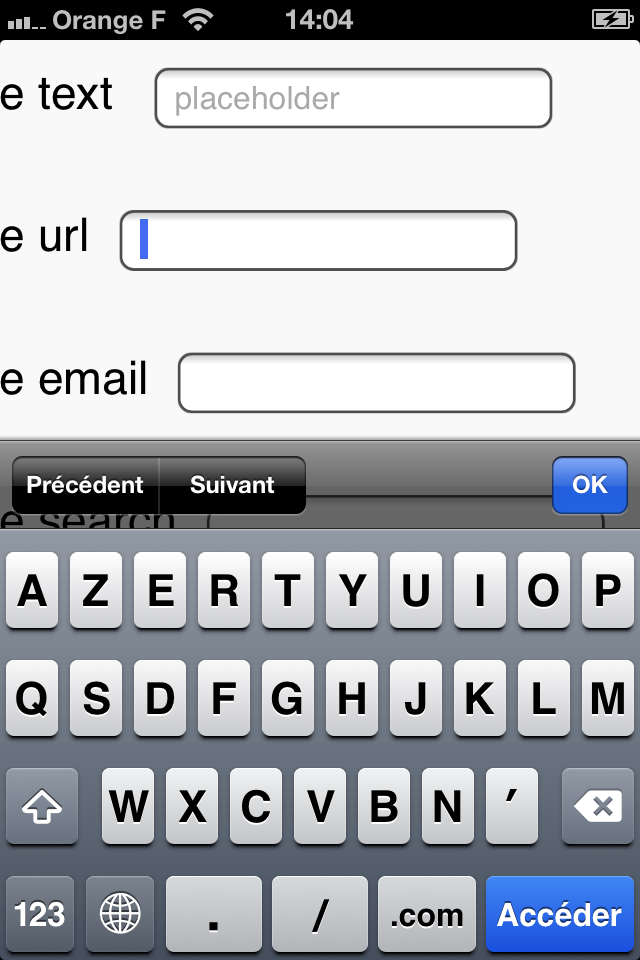 Orange F 14:04
e text placeholder
e url
e email
Précédent Suivant OK
e search
A Z E R T Y U I O P
Q S D F G H J K L M
W X C V B N ′
123 . / .com Accéder